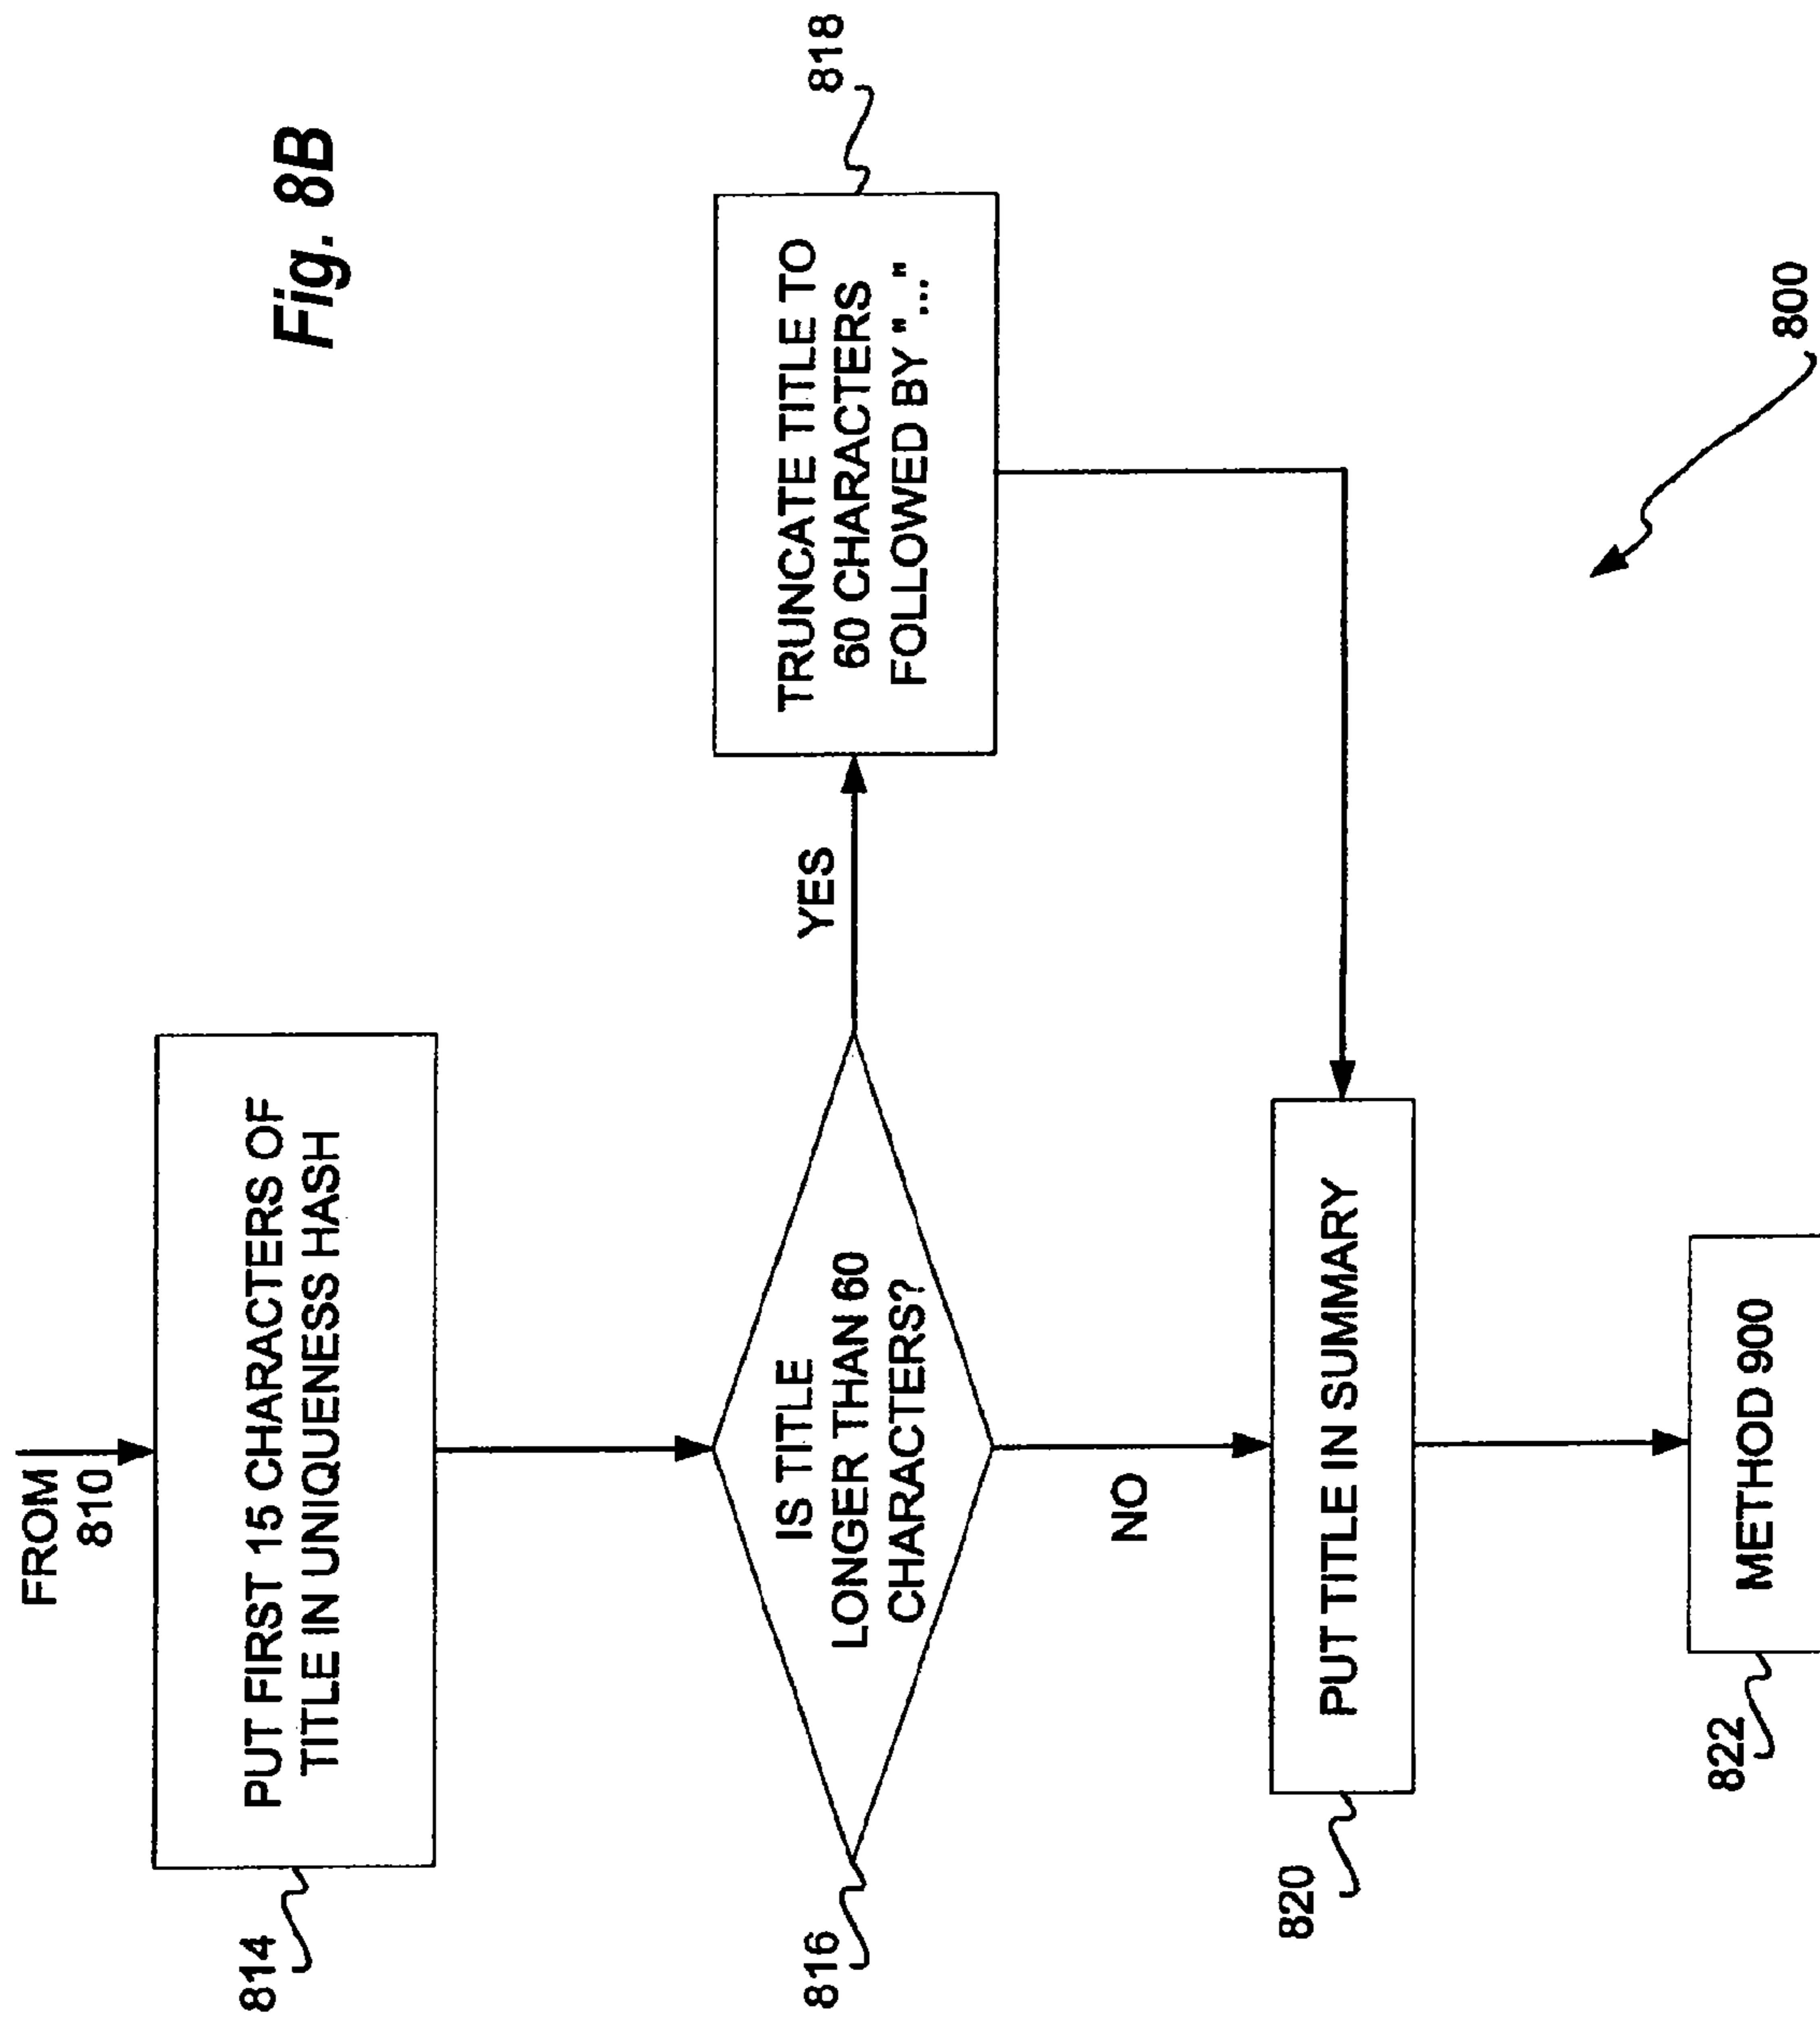 Fig. 8B
FROM
810
814
PUT FIRST 15 CHARACTERS OF
TITLE IN UNIQUENESS HASH
816
IS TITLE
LONGER THAN 60
CHARACTERS?
YES
818
TRUNCATE TITLE TO
60 CHARACTERS
FOLLOWED BY "..."
NO
820
PUT TITLE IN SUMMARY
822
METHOD 900
800